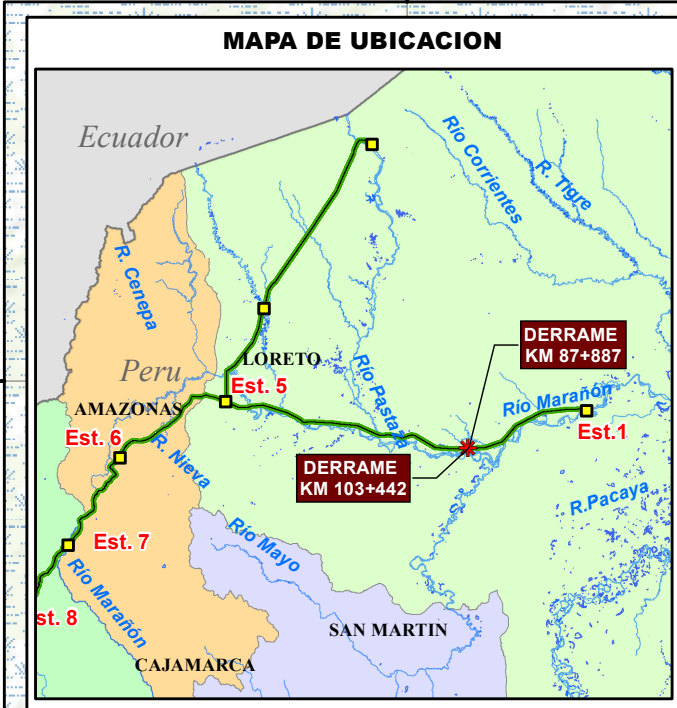 MAPA DE UBICACION
Ecuador
Río Corrientes
R. Tigre
R. Cenepa
DERRAME
KM 87+887
LORETO
Peru
Río Pastaza
Est. 5
Río Marañón
AMAZONAS
Est.1
Est. 6
R. Nieva
DERRAME
KM 103+442
R.Pacaya
Est. 7
Río Mayo
Río Marañón
st. 8
SAN MARTIN
CAJAMARCA